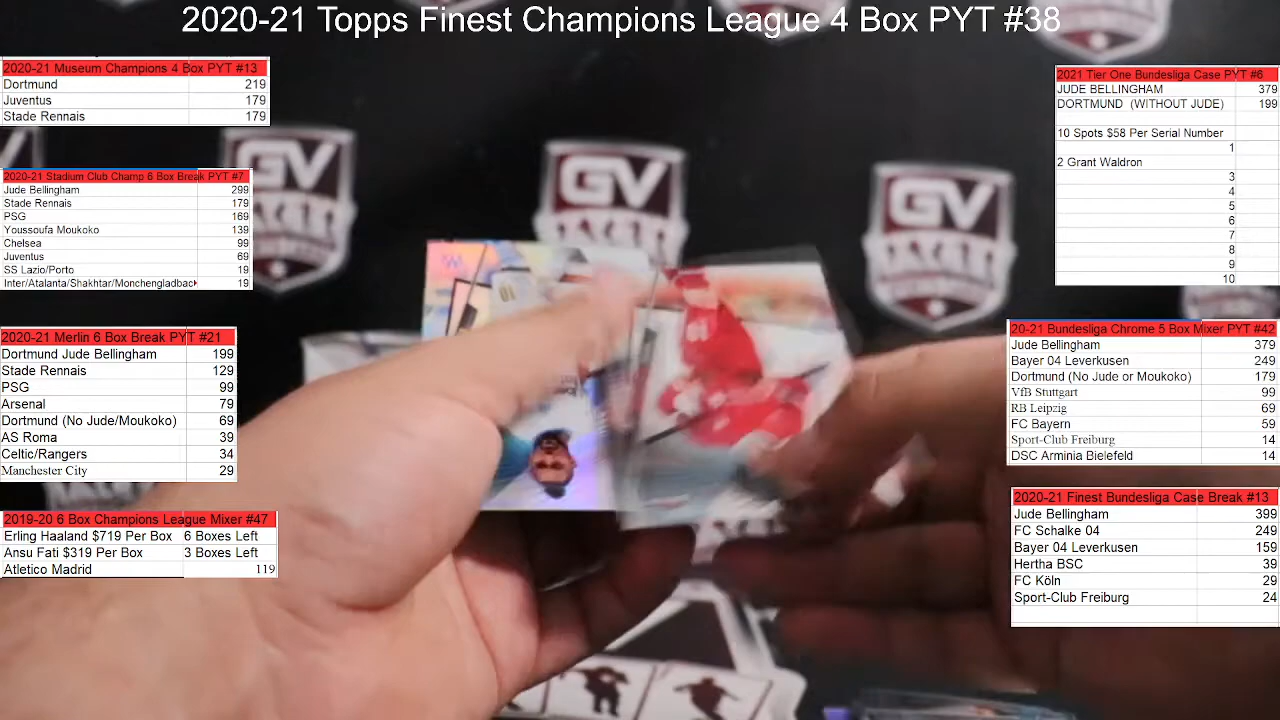 2020-21 Topps Finest Champions League 4 Box PYT #38
2020-21 Museum Champions 4 Box PYT #13
Dortmund 219
Juventus 179
Stade Rennais 179
2020-21 Stadium Club Champ 6 Box Break PYT #7
Jude Bellingham 299
Stade Rennais 179
PSG 169
Youssoufa Moukoko 139
Chelsea 99
Juventus 69
SS Lazio/Porto 19
Inter/Atalanta/Shakhtar/Monchengladbac 19
2020-21 Merlin 6 Box Break PYT #21
Dortmund Jude Bellingham 199
Stade Rennais 129
PSG 99
Arsenal 79
Dortmund (No Jude/Moukoko) 69
AS Roma 39
Celtic/Rangers 34
Manchester City 29
2019-20 6 Box Champions League Mixer #47
Erling Haaland $719 Per Box 6 Boxes Left
Ansu Fati $319 Per Box 3 Boxes Left
Atletico Madrid 119
2021 Tier One Bundesliga Case PYT #6
JUDE BELLINGHAM 379
DORTMUND (WITHOUT JUDE) 199
10 Spots $58 Per Serial Number
1
2 Grant Waldron
3
4
5
6
7
8
9
10
20-21 Bundesliga Chrome 5 Box Mixer PYT #42
Jude Bellingham 379
Bayer 04 Leverkusen 249
Dortmund (No Jude or Moukoko) 179
VfB Stuttgart 99
RB Leipzig 69
FC Bayern 59
Sport-Club Freiburg 14
DSC Arminia Bielefeld 14
2020-21 Finest Bundesliga Case Break #13
Jude Bellingham 399
FC Schalke 04 249
Bayer 04 Leverkusen 159
Hertha BSC 39
FC Köln 29
Sport-Club Freiburg 24
GV
GV
GV